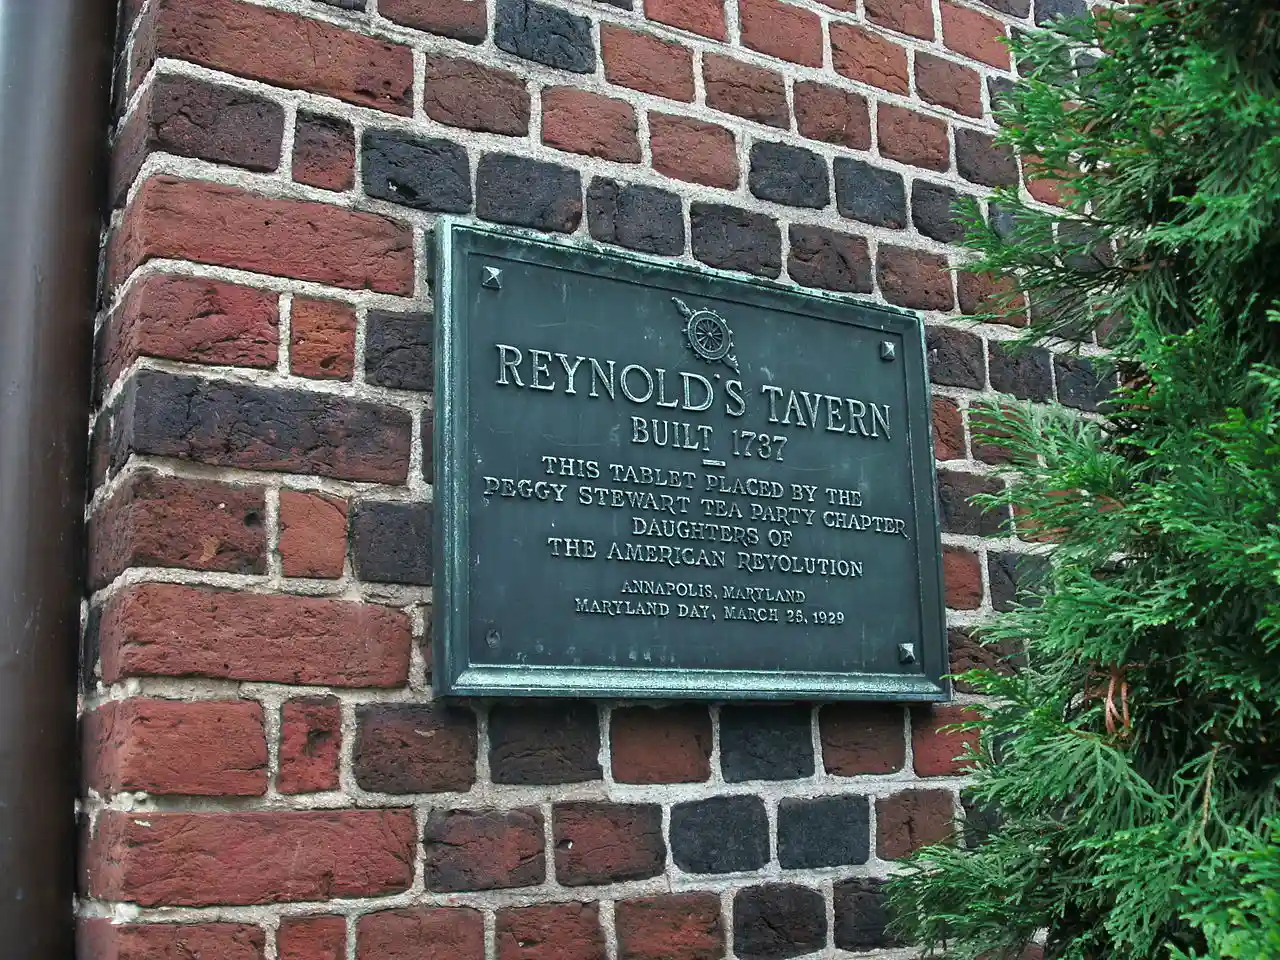 REYNOLD'S TAVERN
BUILT 1737
THIS TABLET PLACED BY THE
PEGGY STEWART TEA PARTY CHAPTER
DAUGHTERS OF
THE AMERICAN REVOLUTION
ANNAPOLIS, MARYLAND
MARYLAND DAY, MARCH 25, 1929